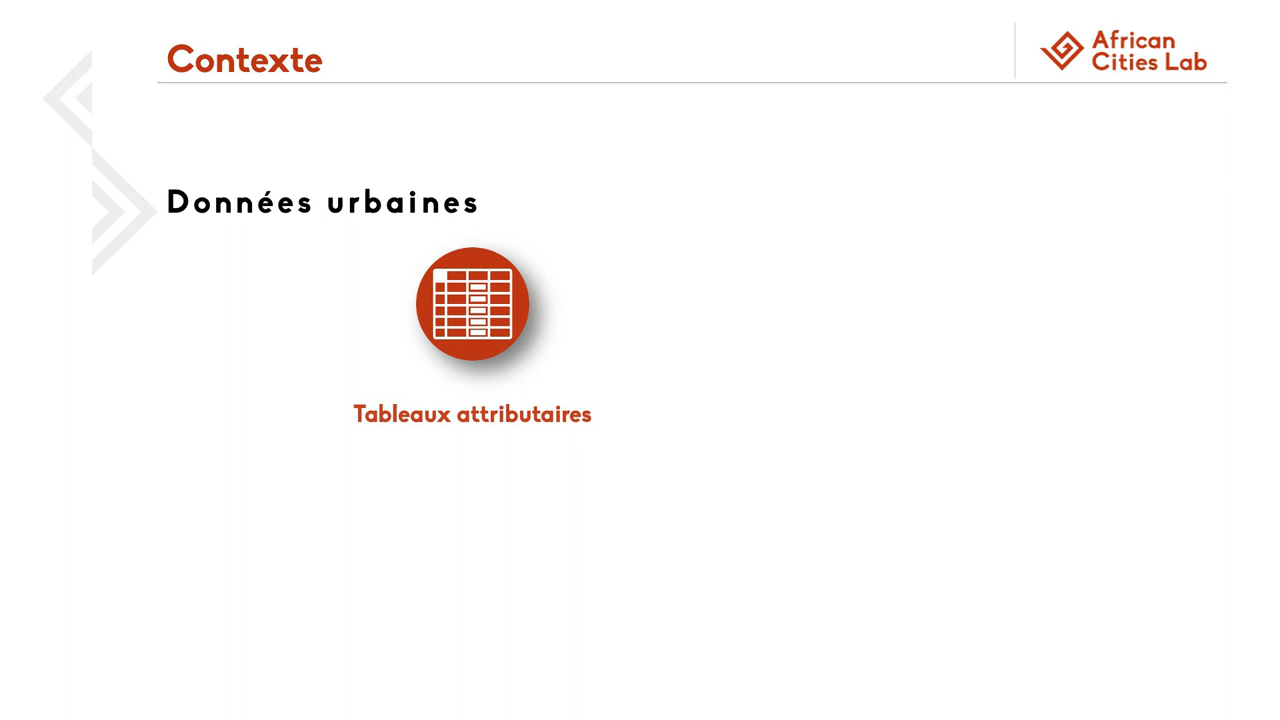 Contexte
African
Cities Lab
Données urbaines
Tableaux attributaires